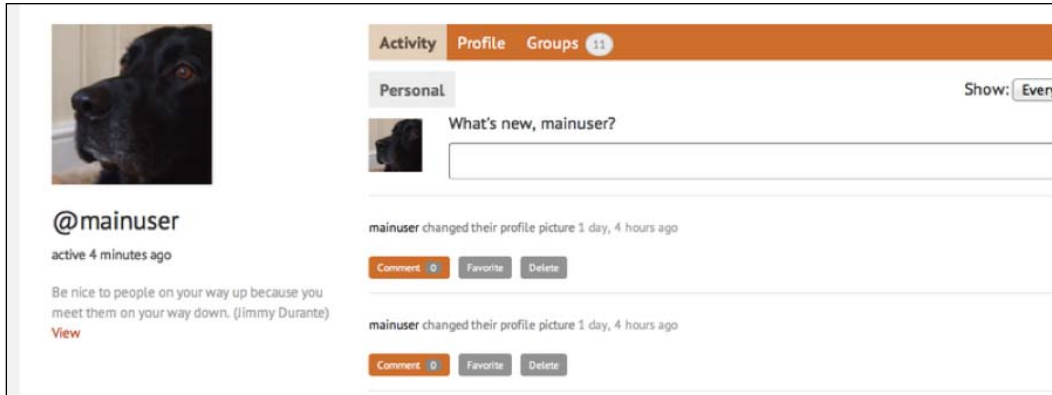 Activity Profile Groups 11
Personal
Show: Every
What's new, mainuser?
@mainuser
active 4 minutes ago
Be nice to people on your way up because you
meet them on your way down. (Jimmy Durante)
View
mainuser changed their profile picture 1 day, 4 hours ago
Comment 0 Favorite Delete
mainuser changed their profile picture 1 day, 4 hours ago
Comment 0 Favorite Delete